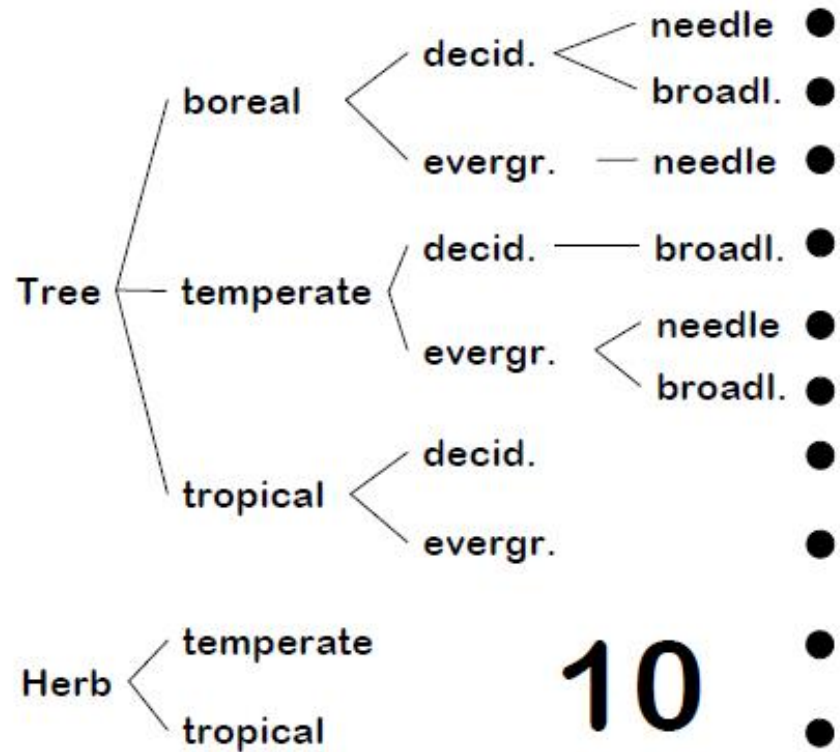 needle
decid.
broadl.
boreal
evergr. needle
decid. broadl.
Tree temperate
needle
evergr.
broadl.
decid.
tropical
evergr.
temperate
Herb
tropical
10